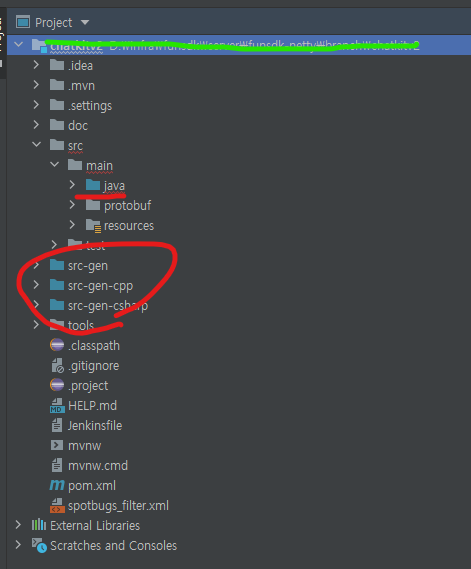 Project
chatkitv2
.idea
.mvn
.settings
doc
src
main
java
protobuf
resources
test
src-gen
src-gen-cpp
src-gen-csharp
tools
.classpath
.gitignore
.project
HELP.md
Jenkinsfile
mvnw
mvnw.cmd
pom.xml
spotbugs_filter.xml
External Libraries
Scratches and Consoles